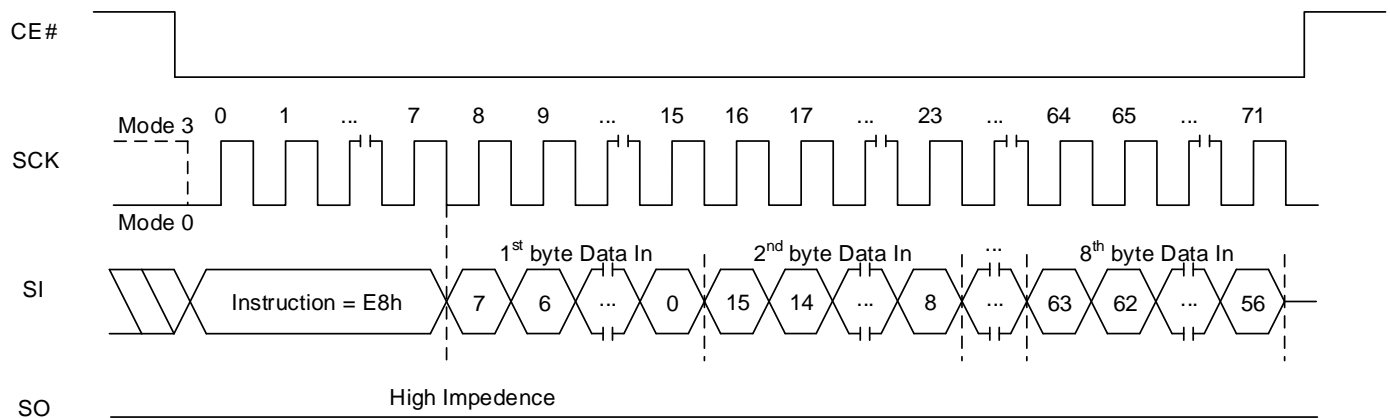 CE#
0 1 ... 7 8 9 ... 15 16 17 ... 23 ... 64 65 ... 71
Mode 3
SCK
Mode 0
1st byte Data In 2nd byte Data In ... 8th byte Data In
SI Instruction = E8h 7 6 ... 0 15 14 ... 8 ... 63 62 ... 56
High Impedence
SO